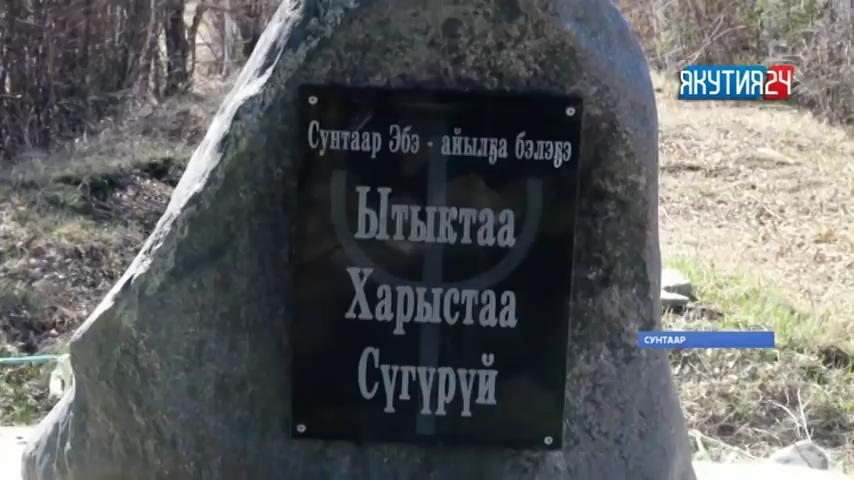 ЯКУТИЯ24
Сунтаар Эбэ - айылҕа бэлэҕэ
Ытыктаа
Харыстаа
Сүгүрүй
СУНТААР